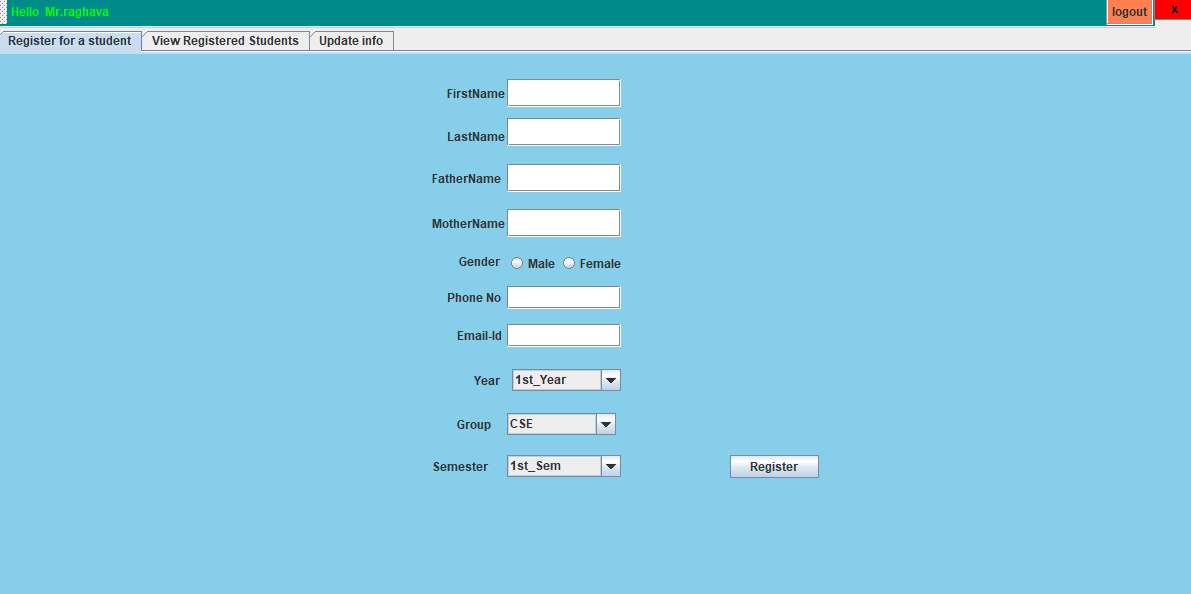 Hello Mr.raghava logout x
Register for a student View Registered Students Update info
FirstName
LastName
FatherName
MotherName
Gender Male Female
Phone No
Email-Id
Year 1st_Year
Group CSE
Semester 1st_Sem Register